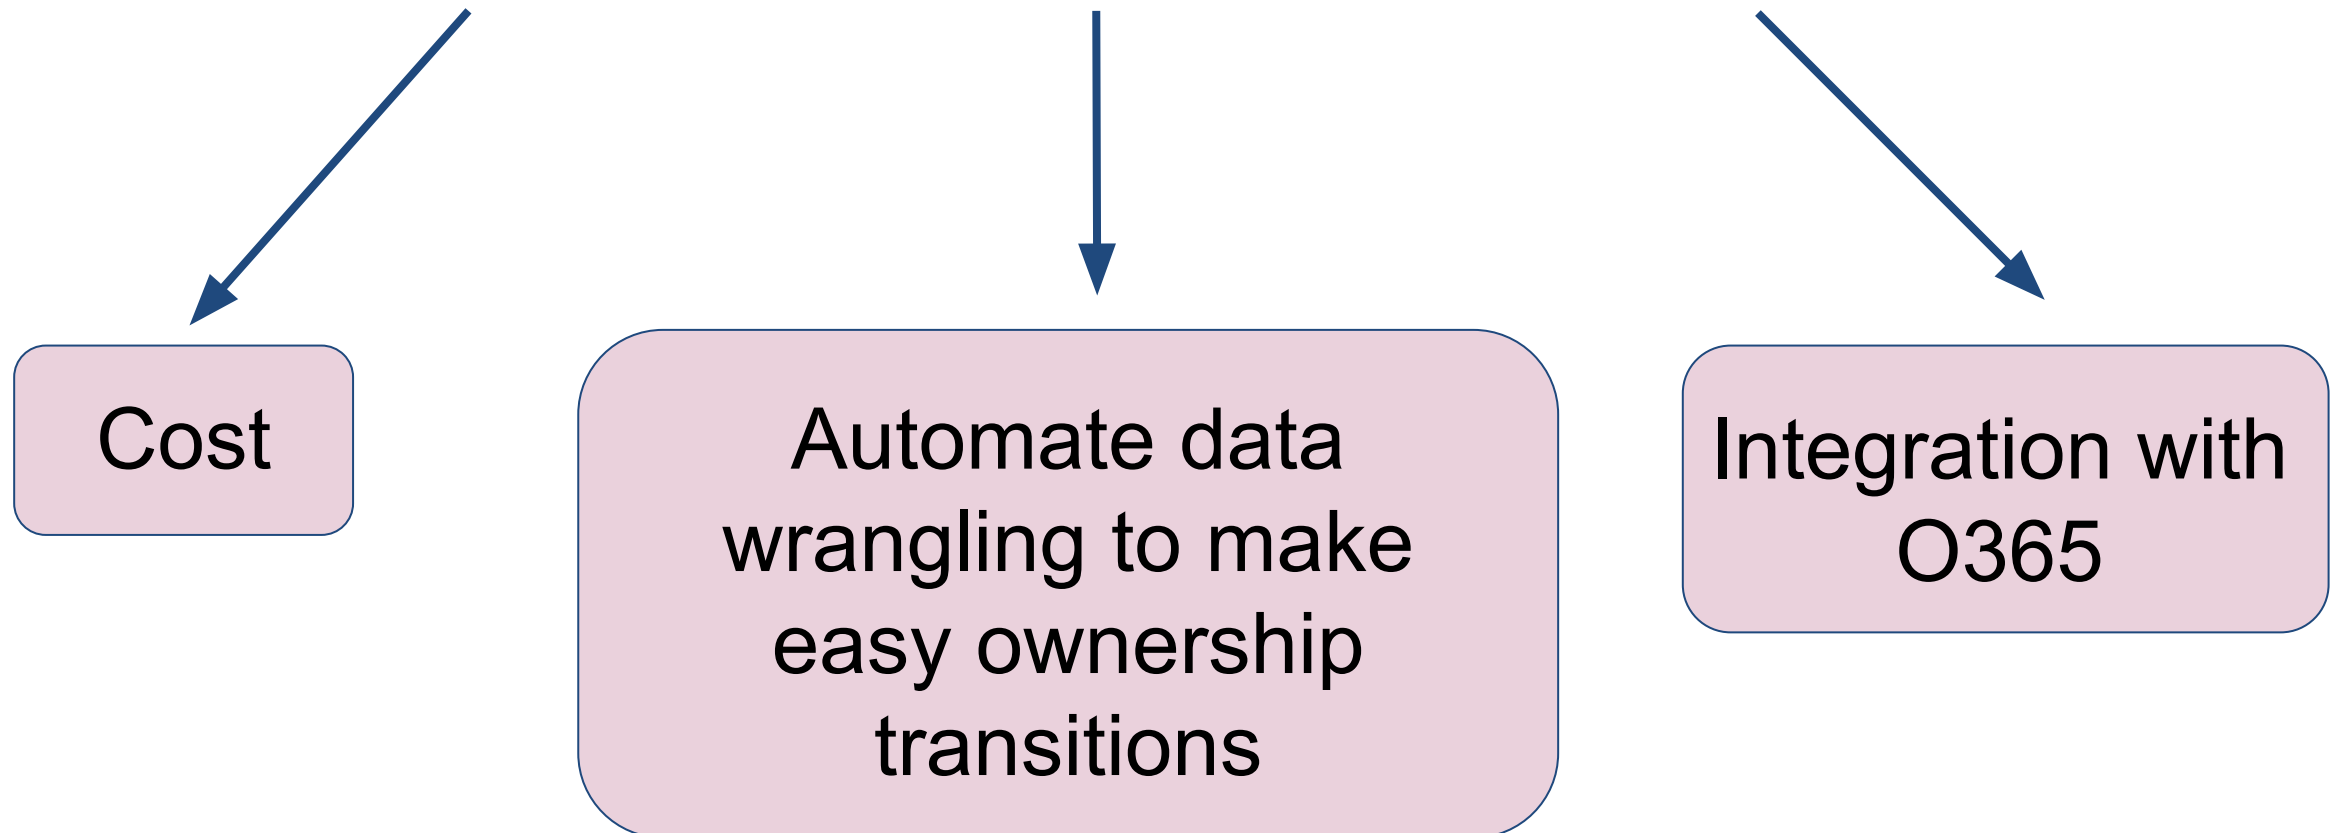 Cost
Automate data
wrangling to make
easy ownership
transitions
Integration with
O365